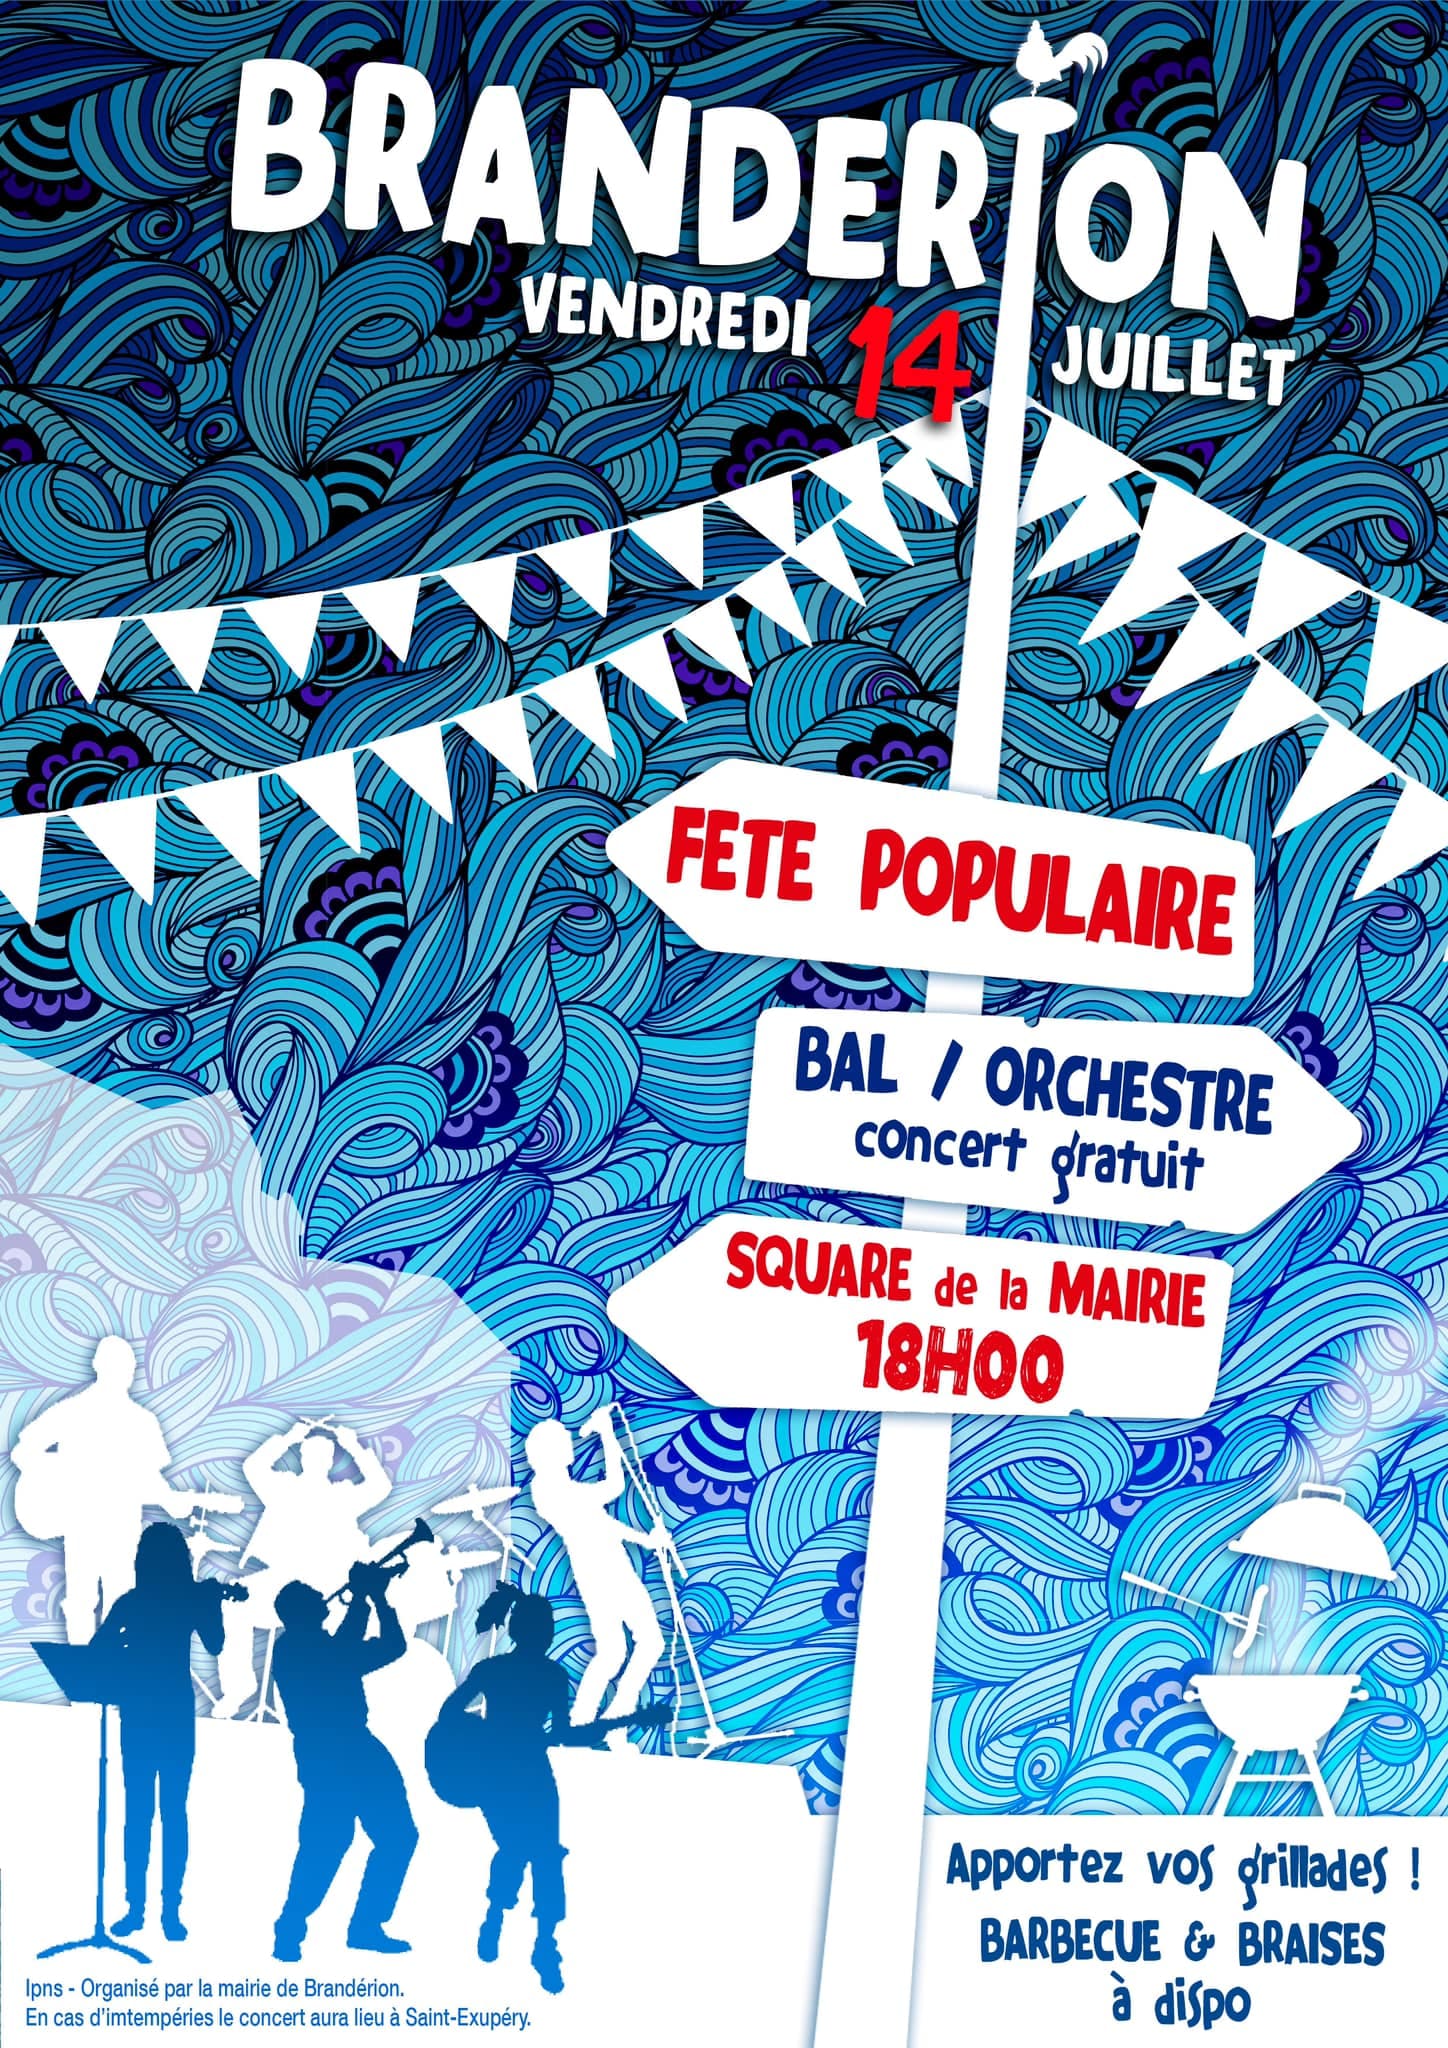 BRANDERION
VENDREDI 14 JUILLET
FETE POPULAIRE
BAL / ORCHESTRE
concert gratuit
SQUARE de la MAIRIE
18H00
Apportez vos grillades !
BARBECUE & BRAISES
à dispo
Ipns - Organisé par la mairie de Brandérion.
En cas d'imtempéries le concert aura lieu à Saint-Exupéry.